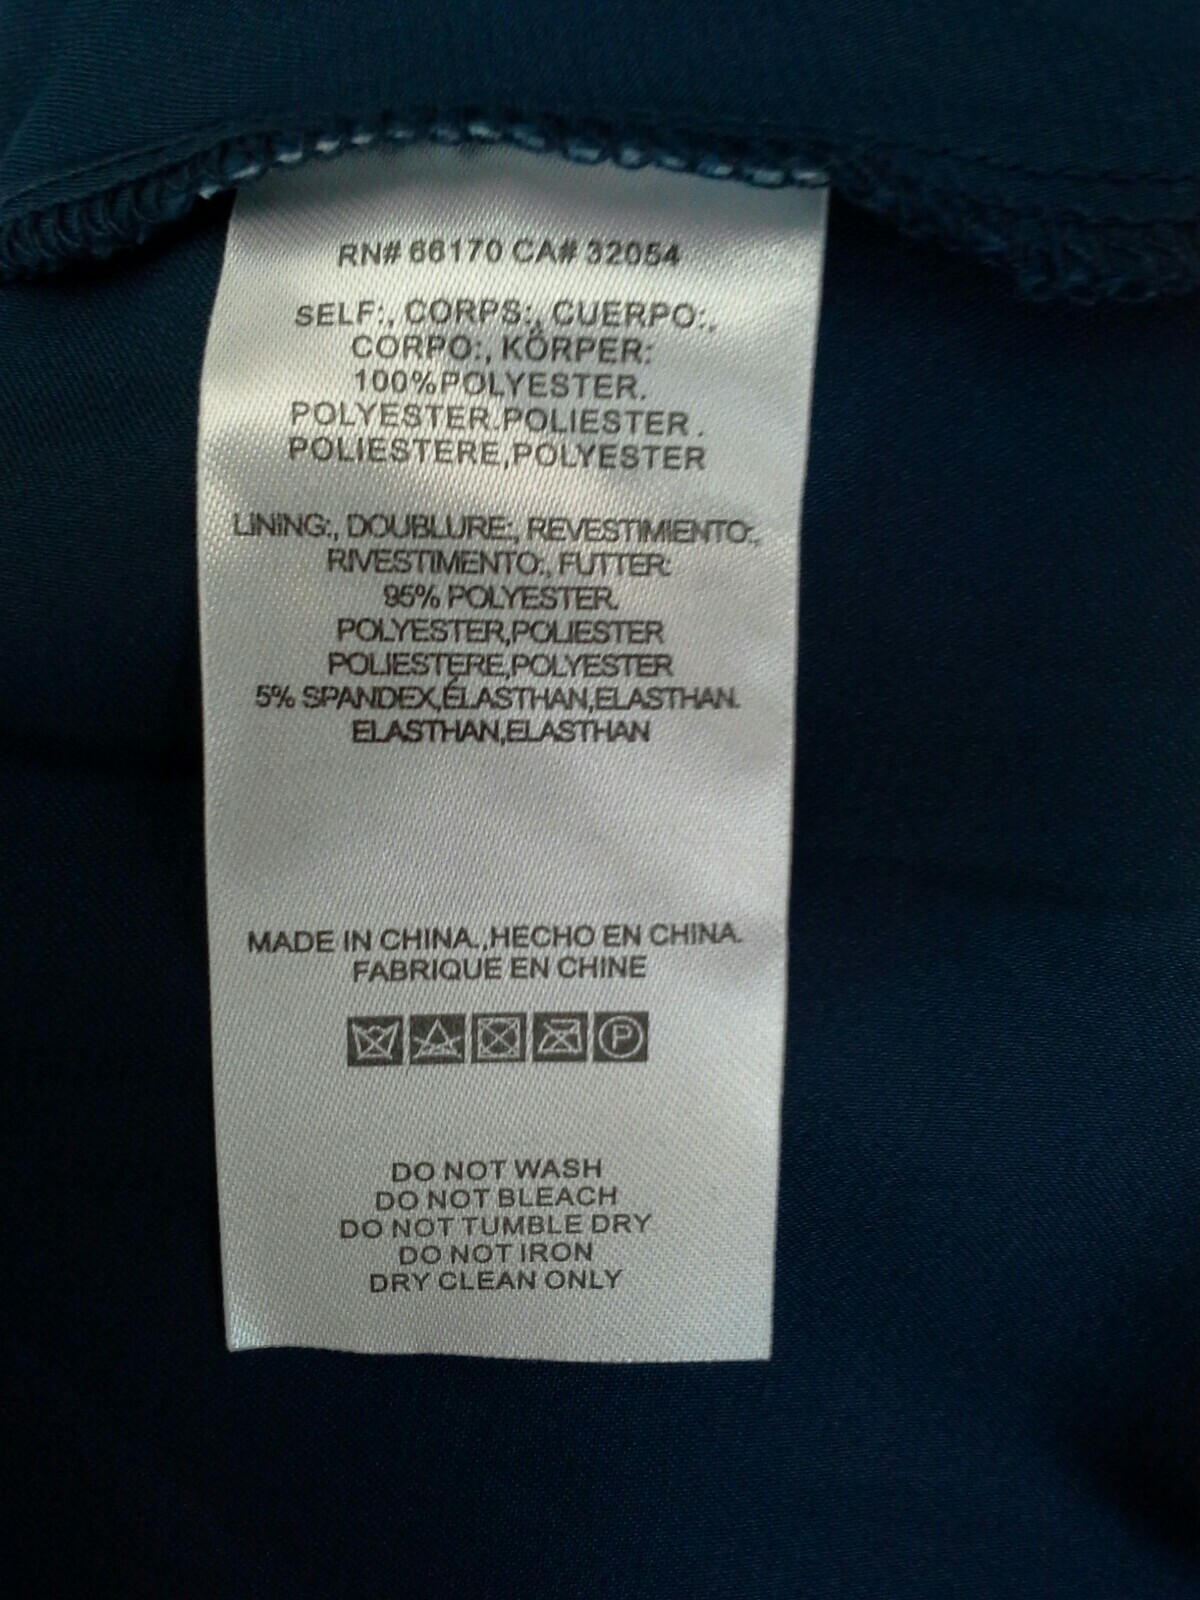 RN# 66170 CA# 32054
SELF:, CORPS:, CUERPO:,
CORPO:, KÖRPER:
100%POLYESTER.
POLYESTER.POLIESTER.
POLIESTERE,POLYESTER
LINING:, DOUBLURE:, REVESTIMIENTO:,
RIVESTIMENTO:, FUTTER:
95% POLYESTER.
POLYESTER,POLIESTER
POLIESTERE,POLYESTER
5% SPANDEX,ÉLASTHAN,ELASTHAN.
ELASTHAN,ELASTHAN
MADE IN CHINA.,HECHO EN CHINA.
FABRIQUE EN CHINE
P
DO NOT WASH
DO NOT BLEACH
DO NOT TUMBLE DRY
DO NOT IRON
DRY CLEAN ONLY